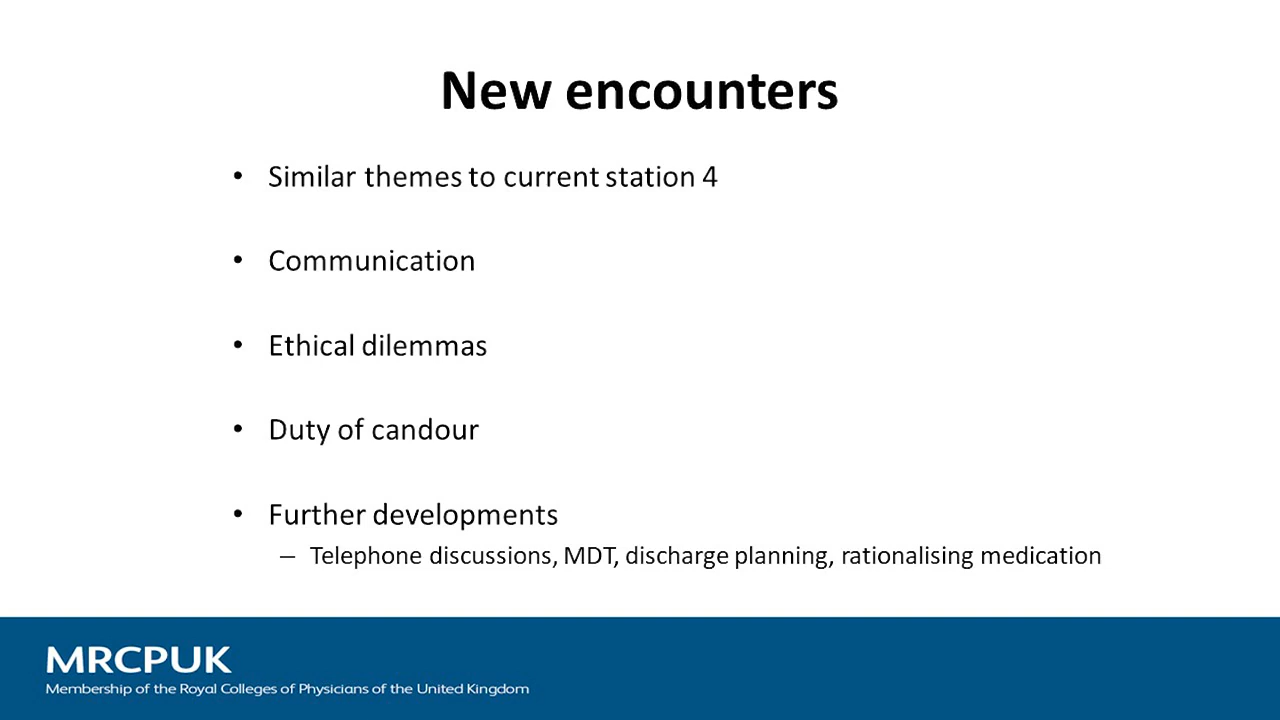 New encounters
• Similar themes to current station 4
• Communication
• Ethical dilemmas
• Duty of candour
• Further developments
– Telephone discussions, MDT, discharge planning, rationalising medication
MRCPUK
Membership of the Royal Colleges of Physicians of the United Kingdom